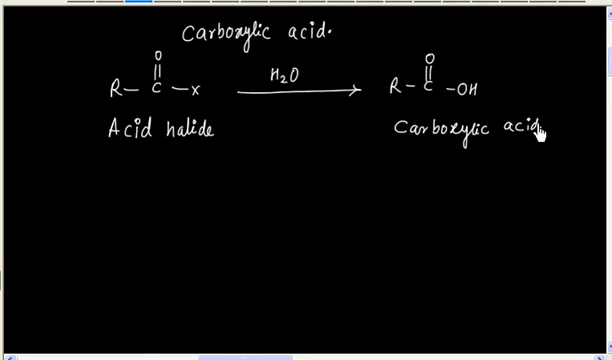 Carboxylic acid.
O
||
R - C - X
H2O
O
||
R - C - OH
Acid halide
Carboxylic acid